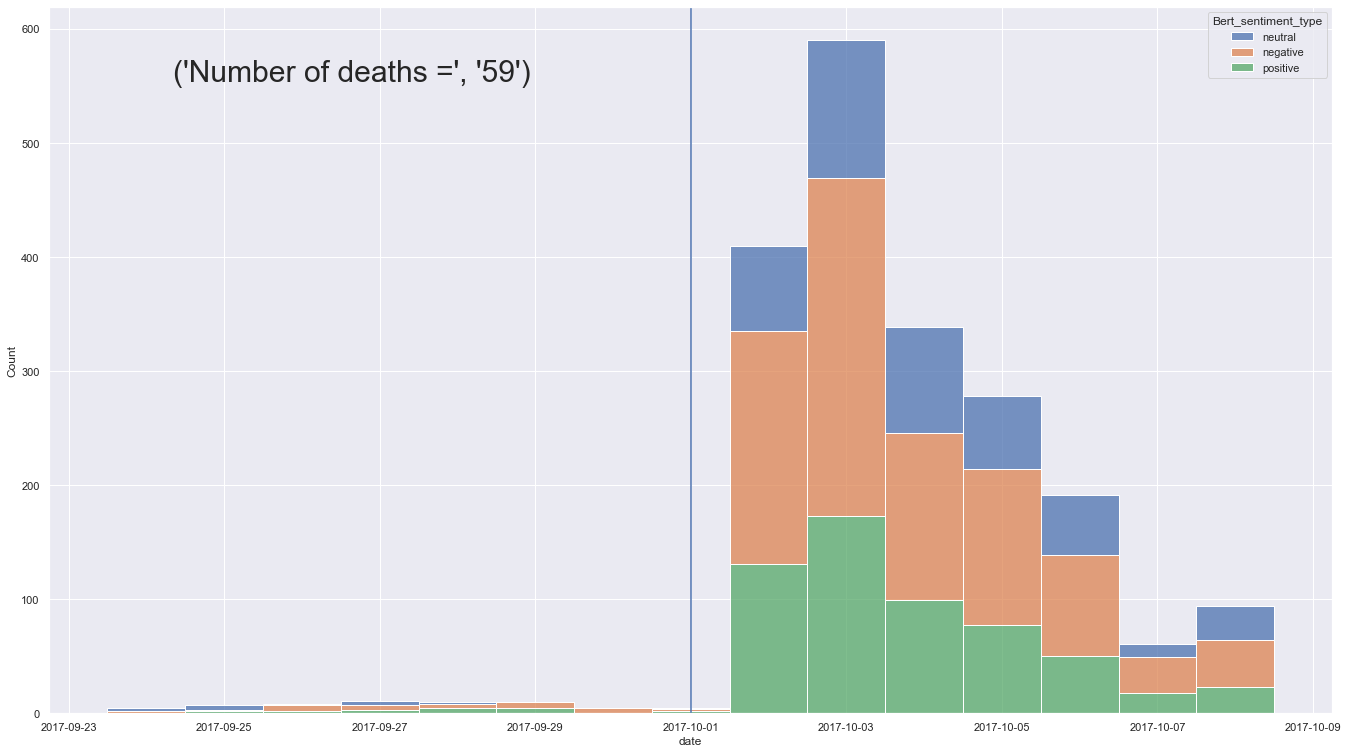 Bert_sentiment_type
neutral
negative
positive
('Number of deaths =', '59')
Count
600
500
400
300
200
100
0
2017-09-23
2017-09-25
2017-09-27
2017-09-29
2017-10-01
2017-10-03
2017-10-05
2017-10-07
2017-10-09
date